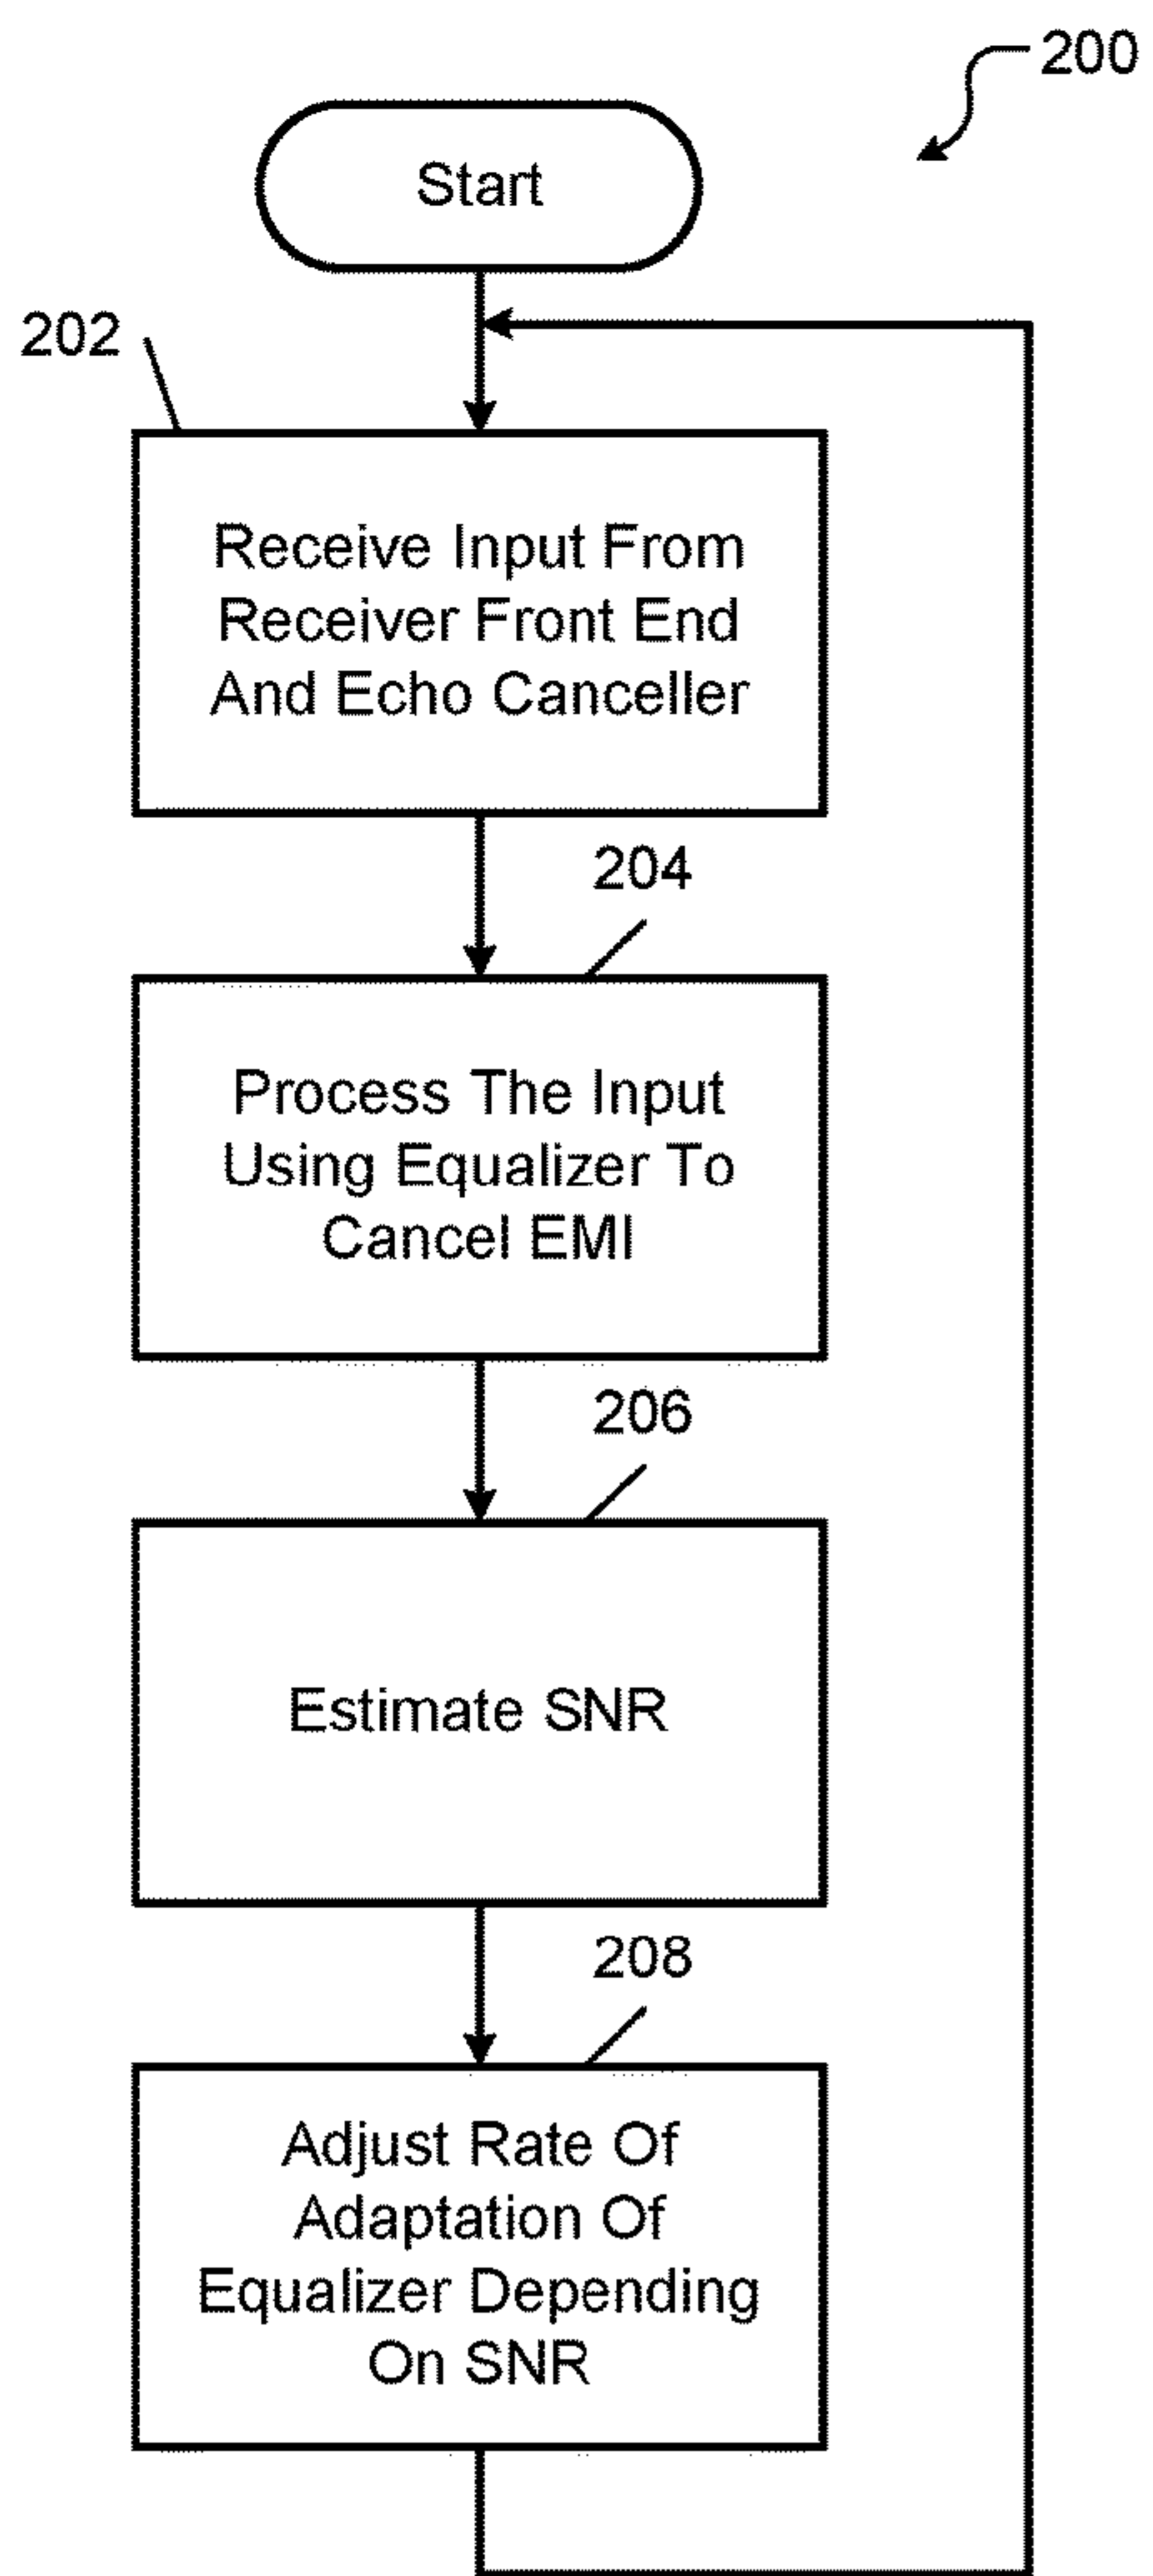 200
Start
202
Receive Input From
Receiver Front End
And Echo Canceller
204
Process The Input
Using Equalizer To
Cancel EMI
206
Estimate SNR
208
Adjust Rate Of
Adaptation Of
Equalizer Depending
On SNR